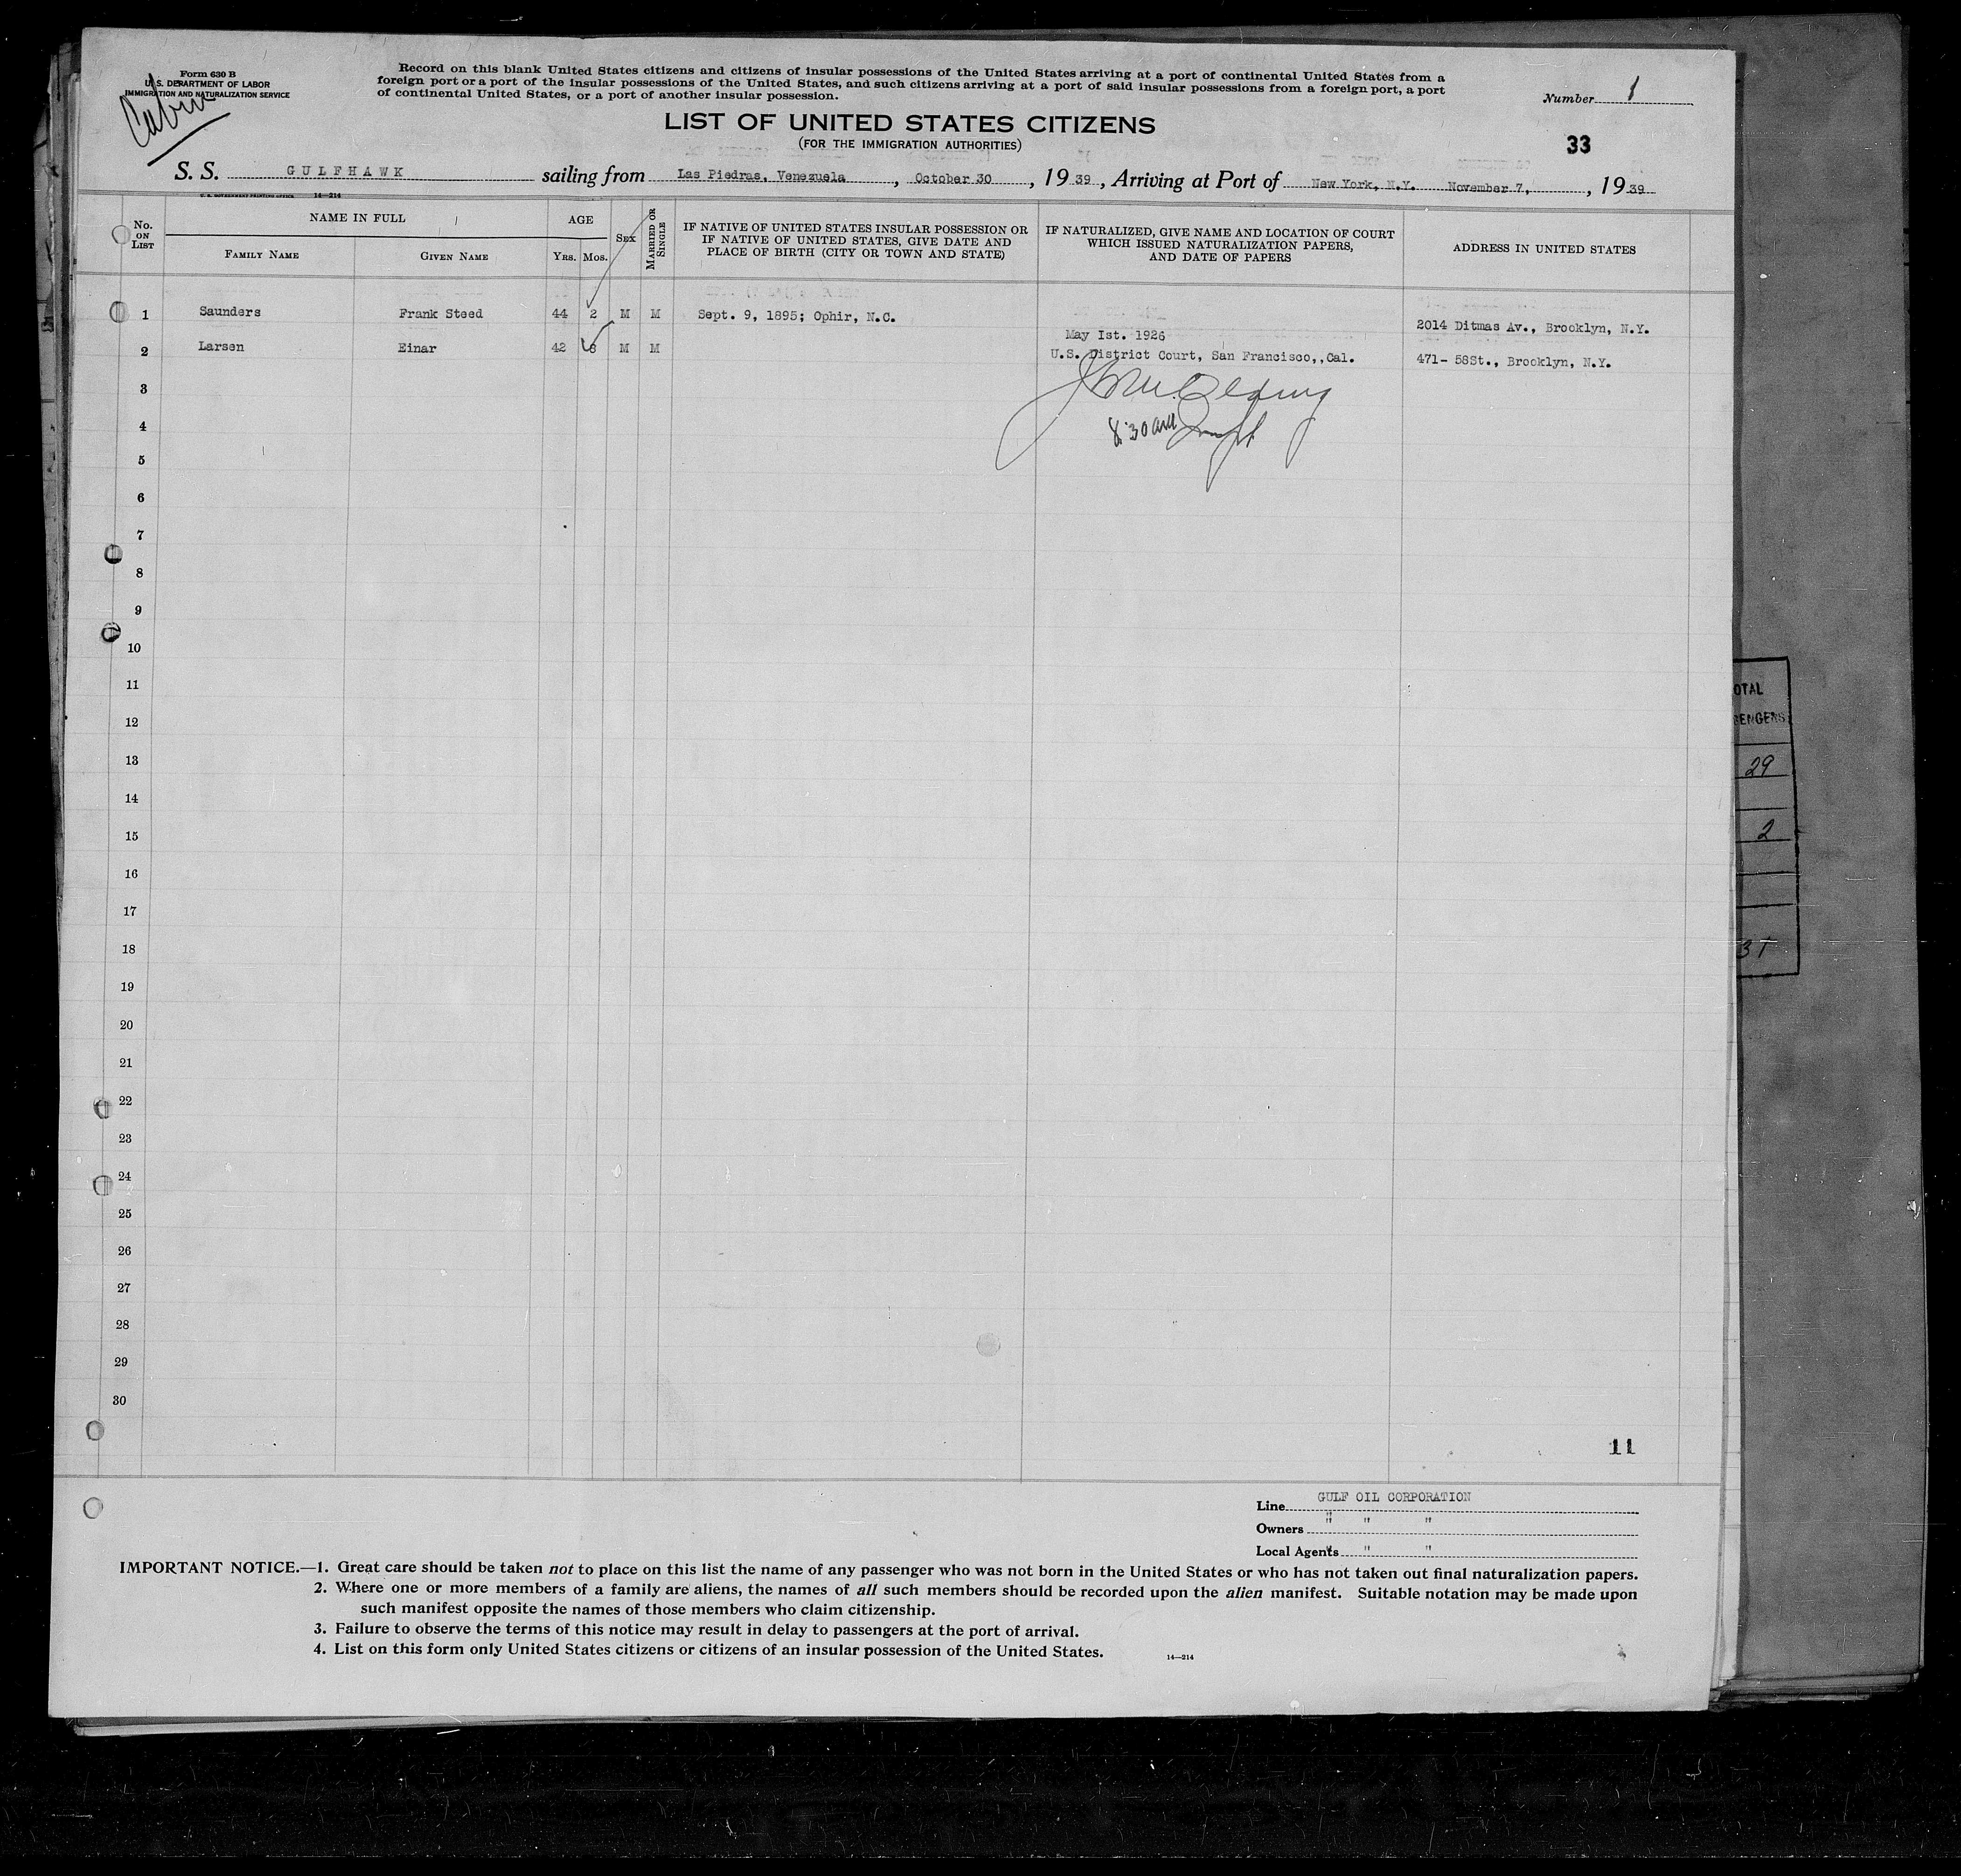 Form 630 B
U. S. DEPARTMENT OF LABOR
IMMIGRATION AND NATURALIZATION SERVICE
Cabin
Record on this blank United States citizens and citizens of insular possessions of the United States arriving at a port of continental United States from a
foreign port or a port of the insular possessions of the United States, and such citizens arriving at a port of said insular possessions from a foreign port, a port
of continental United States, or a port of another insular possession.
Number 1
LIST OF UNITED STATES CITIZENS
(FOR THE IMMIGRATION AUTHORITIES)
33
S. S. GULFHAWK sailing from Las Piedras, Venezuela, October 30, 1939, Arriving at Port of New York, N.Y. November 7, , 1939
U. S. GOVERNMENT PRINTING OFFICE 14—214
No. ON LIST
NAME IN FULL
FAMILY NAME
GIVEN NAME
AGE
YRS. MOS.
SEX
MARRIED OR SINGLE
IF NATIVE OF UNITED STATES INSULAR POSSESSION OR
IF NATIVE OF UNITED STATES, GIVE DATE AND
PLACE OF BIRTH (CITY OR TOWN AND STATE)
IF NATURALIZED, GIVE NAME AND LOCATION OF COURT
WHICH ISSUED NATURALIZATION PAPERS,
AND DATE OF PAPERS
ADDRESS IN UNITED STATES
1 Saunders Frank Steed 44 2 M M Sept. 9, 1895; Ophir, N.C. 2014 Ditmas Av., Brooklyn, N.Y.
May Ist. 1926
2 Larsen Einar 42 M M U.S. District Court, San Francisco,,Cal. 471- 58St., Brooklyn, N.Y.
3
4 8:30 am
5
6
7
8
9
10
11
12
13
14
15
16
17
18
19
20
21
22
23
24
25
26
27
28
29
30
11
OTAL
SENGERS
29
2
31
Line GULF OIL CORPORATION
Owners " " "
Local Agents " " "
IMPORTANT NOTICE.—1. Great care should be taken not to place on this list the name of any passenger who was not born in the United States or who has not taken out final naturalization papers.
2. Where one or more members of a family are aliens, the names of all such members should be recorded upon the alien manifest. Suitable notation may be made upon
such manifest opposite the names of those members who claim citizenship.
3. Failure to observe the terms of this notice may result in delay to passengers at the port of arrival.
4. List on this form only United States citizens or citizens of an insular possession of the United States.
14—214